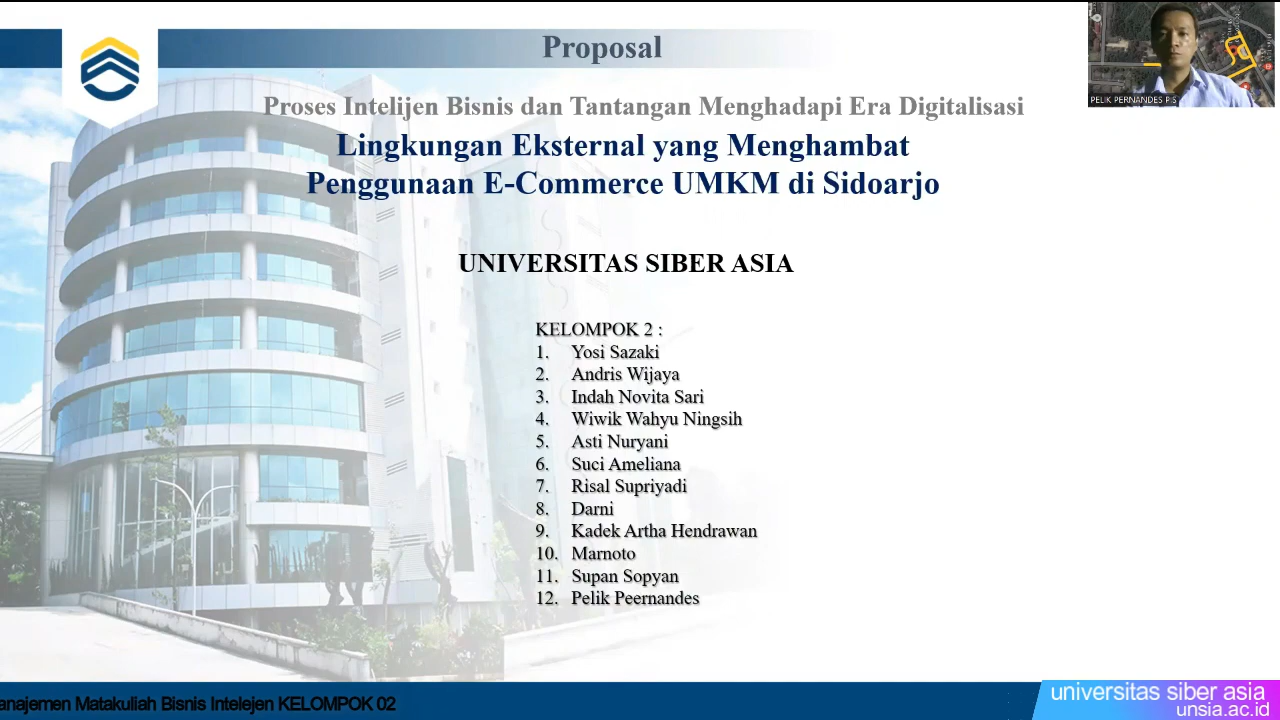 Proposal
Proses Intelijen Bisnis dan Tantangan Menghadapi Era Digitalisasi
Lingkungan Eksternal yang Menghambat
Penggunaan E-Commerce UMKM di Sidoarjo
UNIVERSITAS SIBER ASIA
KELOMPOK 2 :
1. Yosi Sazaki
2. Andris Wijaya
3. Indah Novita Sari
4. Wiwik Wahyu Ningsih
5. Asti Nuryani
6. Suci Ameliana
7. Risal Supriyadi
8. Darni
9. Kadek Artha Hendrawan
10. Marnoto
11. Supan Sopyan
12. Pelik Peernandes
PELIK PERNANDES P.S
anajemen Matakuliah Bisnis Intelejen KELOMPOK 02
universitas siber asia
unsia.ac.id